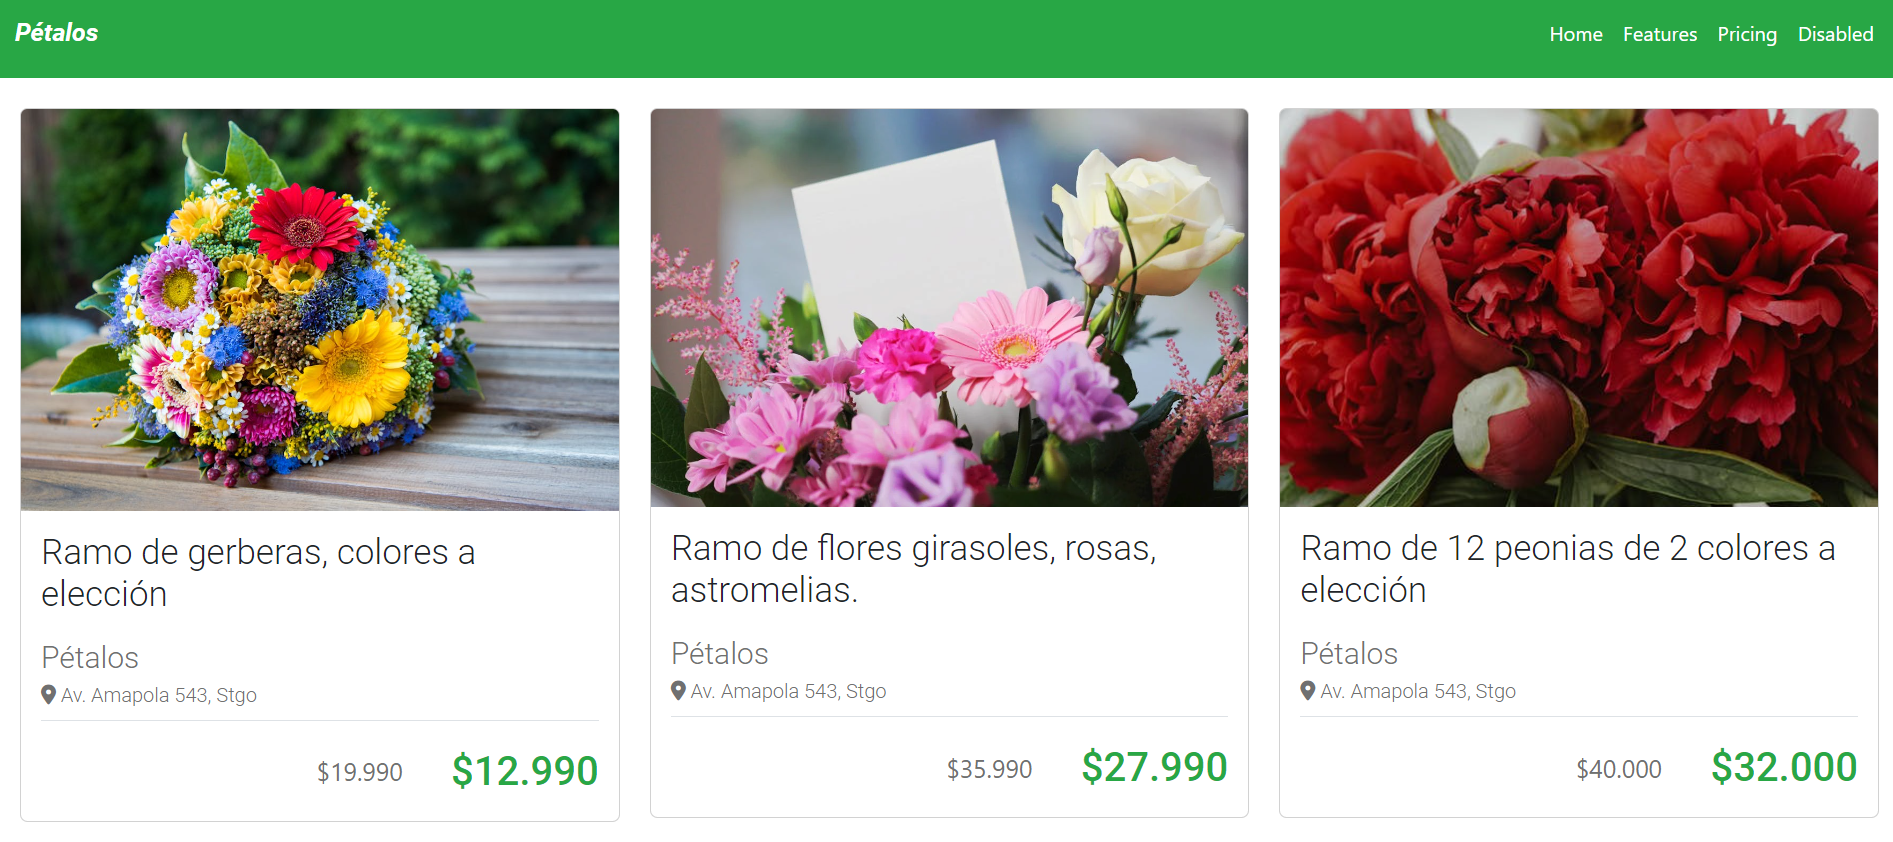 Pétalos
Home Features Pricing Disabled
Ramo de gerberas, colores a
elección
Pétalos
Av. Amapola 543, Stgo
$19.990 $12.990
Ramo de flores girasoles, rosas,
astromelias.
Pétalos
Av. Amapola 543, Stgo
$35.990 $27.990
Ramo de 12 peonias de 2 colores a
elección
Pétalos
Av. Amapola 543, Stgo
$40.000 $32.000